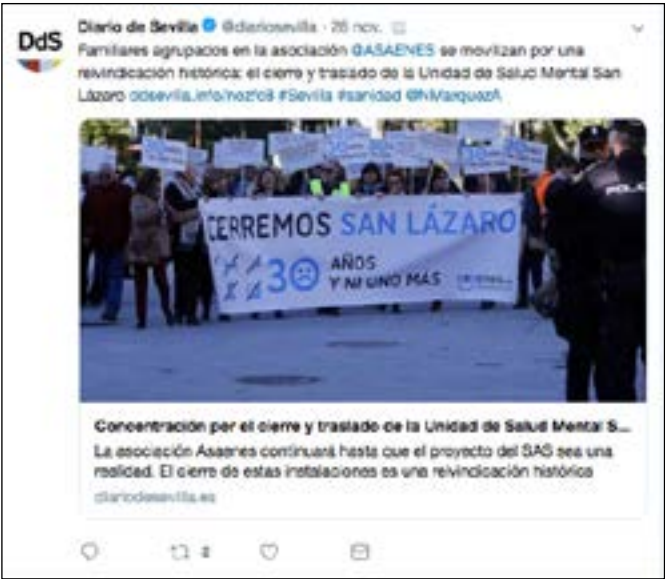 DdS
Diario de Sevilla @diariosevilla · 26 nov.
Familiares agrupados en la asociación @ASAENES se movilizan por una
reivindicación histórica: el cierre y traslado de la Unidad de Salud Mental San
Lázaro #Sevilla #sanidad @NMarquezA
CERREMOS SAN LÁZARO
30 AÑOS
Y NI UNO MÁS
Concentración por el cierre y traslado de la Unidad de Salud Mental S...
La asociación Asaenes continuará hasta que el proyecto del SAS sea una
realidad. El cierre de estas instalaciones es una reivindicación histórica
diariodesevilla.es
2